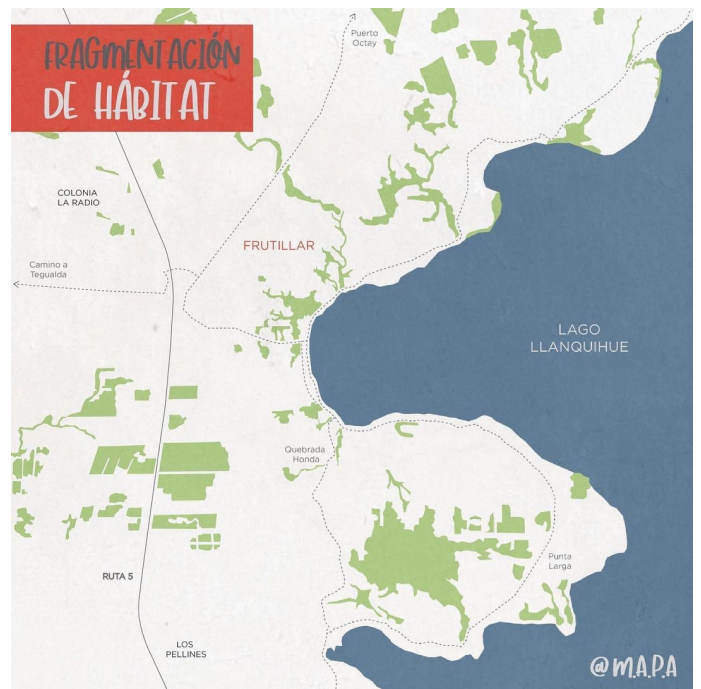 FRAGMENTACIÓN
DE HÁBITAT
Puerto
Octay
COLONIA
LA RADIO
FRUTILLAR
Camino a
Tegualda
LAGO
LLANQUIHUE
Quebrada
Honda
Punta
Larga
RUTA 5
LOS
PELLINES
@M.A.P.A